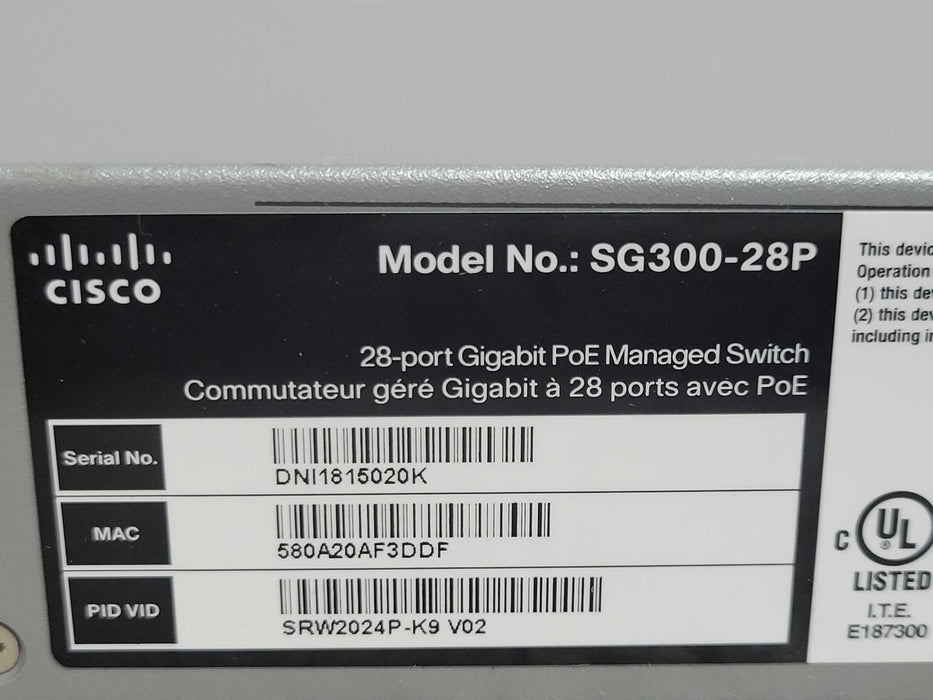 CISCO
Model No.: SG300-28P
28-port Gigabit PoE Managed Switch
Commutateur géré Gigabit à 28 ports avec PoE
Serial No.
DNI1815020K
MAC
580A20AF3DDF
PID VID
SRW2024P-K9 V02
This devic
Operation
(1) this de
(2) this dev
including i
C UL
®
LISTED
I.T.E.
E187300